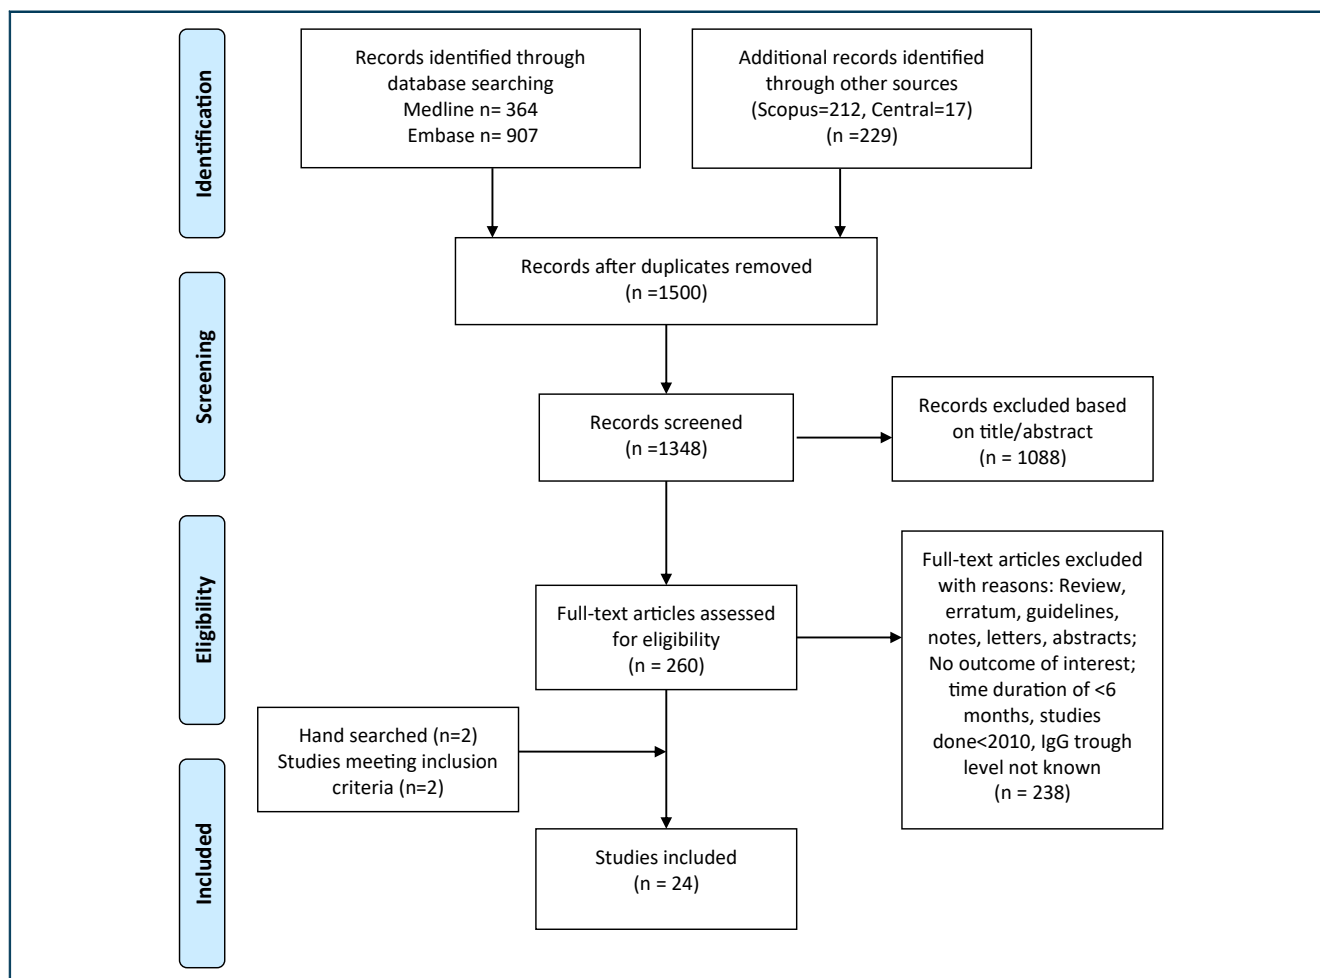 Identification
Records identified through
database searching
Medline n= 364
Embase n= 907
Additional records identified
through other sources
(Scopus=212, Central=17)
(n =229)
Records after duplicates removed
(n =1500)
Screening
Records screened
(n =1348)
Records excluded based
on title/abstract
(n = 1088)
Eligibility
Full-text articles assessed
for eligibility
(n = 260)
Full-text articles excluded
with reasons: Review,
erratum, guidelines,
notes, letters, abstracts;
No outcome of interest;
time duration of <6
months, studies
done<2010, IgG trough
level not known
(n = 238)
Hand searched (n=2)
Studies meeting inclusion
criteria (n=2)
Included
Studies included
(n = 24)